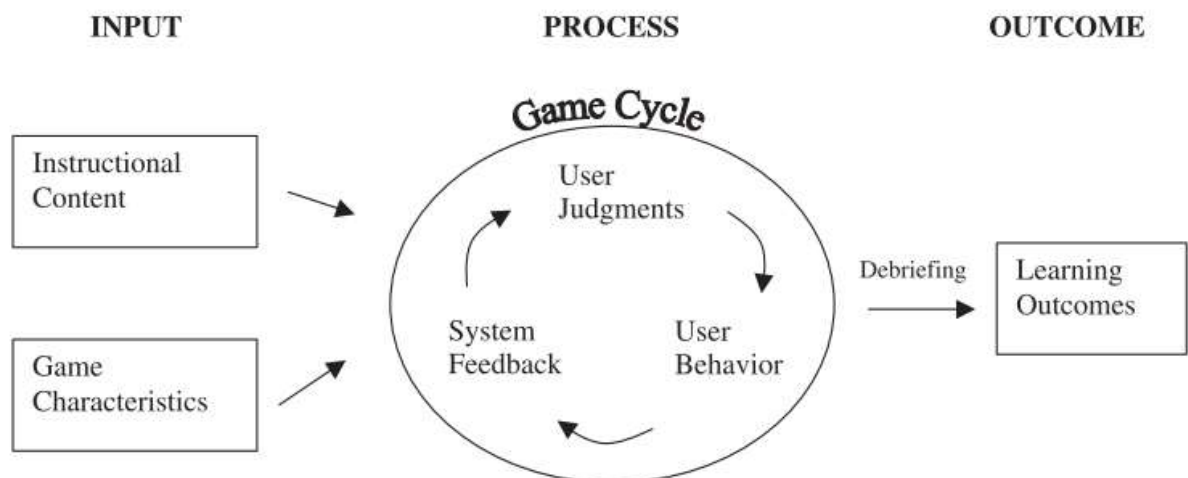 INPUT
PROCESS
OUTCOME
Game Cycle
Instructional
Content
User
Judgments
Debriefing
Learning
Outcomes
System
Feedback
User
Behavior
Game
Characteristics